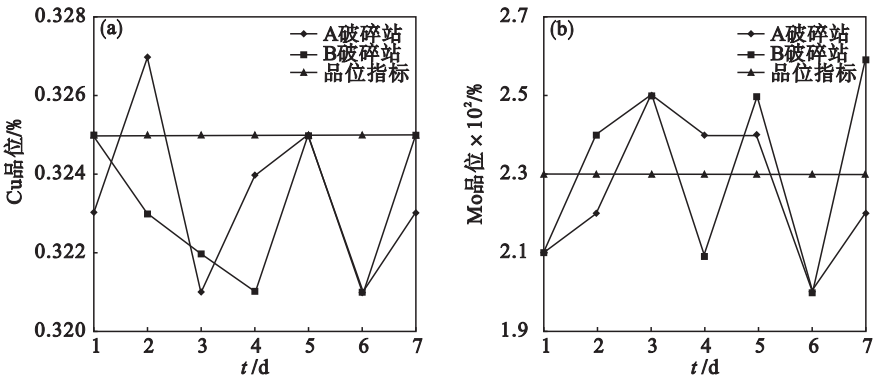 (a)
A破碎站
B破碎站
品位指标
0.328
0.326
0.324
0.322
0.320
Cu品位/%
1 2 3 4 5 6 7
t/d
(b)
A破碎站
B破碎站
品位指标
2.7
2.5
2.3
2.1
1.9
Mo品位×10²/%
1 2 3 4 5 6 7
t/d